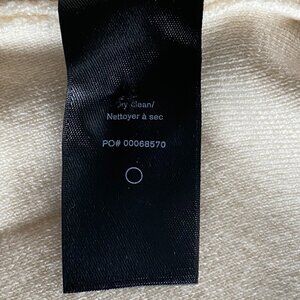 Clean/
Nettoyer à sec
PO# 00068570